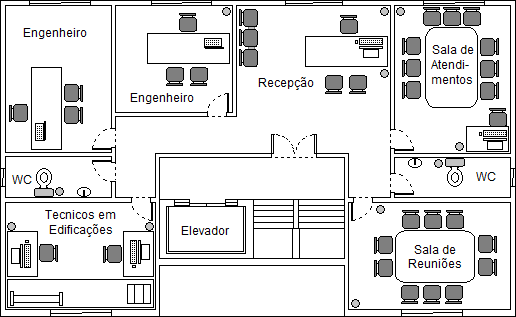 Engenheiro
Engenheiro
Recepção
Sala de
Atendi-
mentos
WC
WC
Tecnicos em
Edificações
Elevador
Sala de
Reuniões